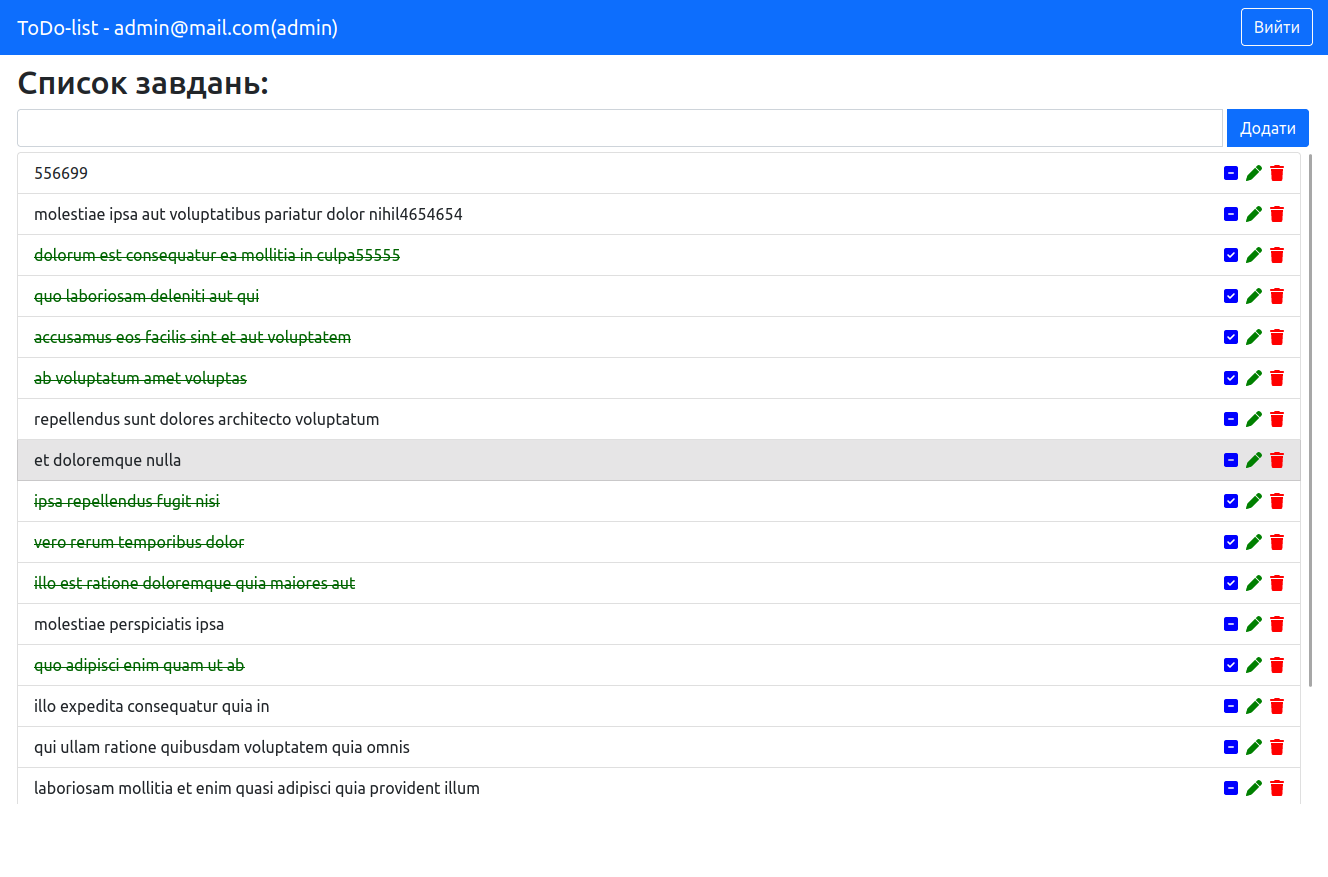 ToDo-list - admin@mail.com(admin)
Вийти
Список завдань:
Додати
556699
molestiae ipsa aut voluptatibus pariatur dolor nihil4654654
dolorum est consequatur ea mollitia in culpa55555
quo laboriosam deleniti aut qui
accusamus eos facilis sint et aut voluptatem
ab voluptatum amet voluptas
repellendus sunt dolores architecto voluptatum
et doloremque nulla
ipsa repellendus fugit nisi
vero rerum temporibus dolor
illo est ratione doloremque quia maiores aut
molestiae perspiciatis ipsa
quo adipisci enim quam ut ab
illo expedita consequatur quia in
qui ullam ratione quibusdam voluptatem quia omnis
laboriosam mollitia et enim quasi adipisci quia provident illum